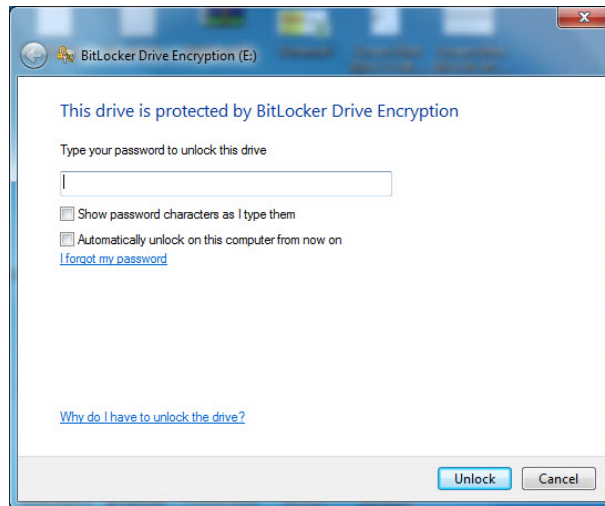 BitLocker Drive Encryption (E:)
This drive is protected by BitLocker Drive Encryption
Type your password to unlock this drive
Show password characters as I type them
Automatically unlock on this computer from now on
I forgot my password
Why do I have to unlock the drive?
Unlock Cancel